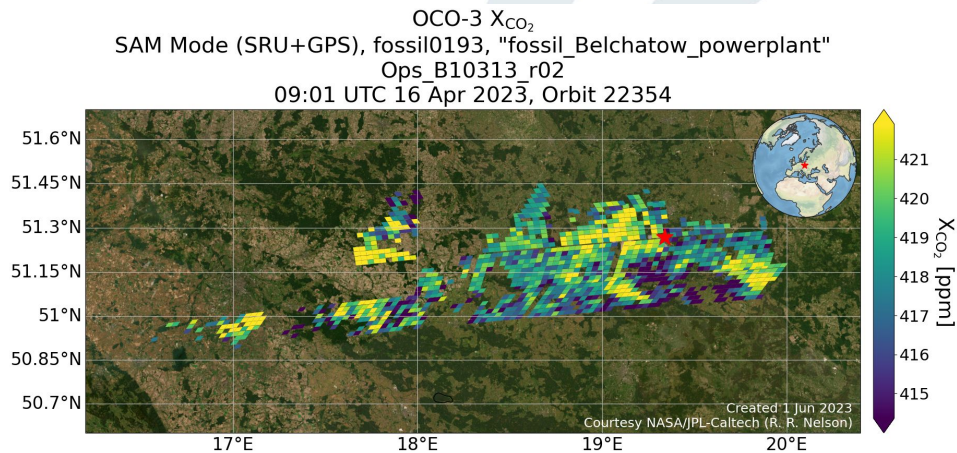 OCO-3 X_CO₂
SAM Mode (SRU+GPS), fossil0193, "fossil_Belchatow_powerplant"
Ops_B10313_r02
09:01 UTC 16 Apr 2023, Orbit 22354
51.6°N
51.45°N
51.3°N
51.15°N
51°N
50.85°N
50.7°N
17°E
18°E
19°E
20°E
421
420
419
418
417
416
415
X_CO₂ [ppm]
Created 1 Jun 2023
Courtesy NASA/JPL-Caltech (R. R. Nelson)